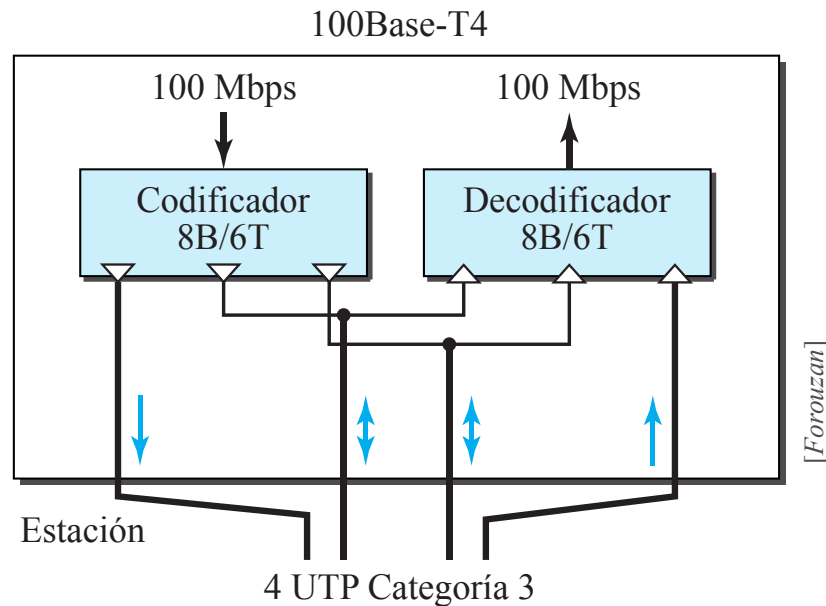 100Base-T4
100 Mbps
100 Mbps
Codificador
8B/6T
Decodificador
8B/6T
[Forouzan]
Estación
4 UTP Categoría 3